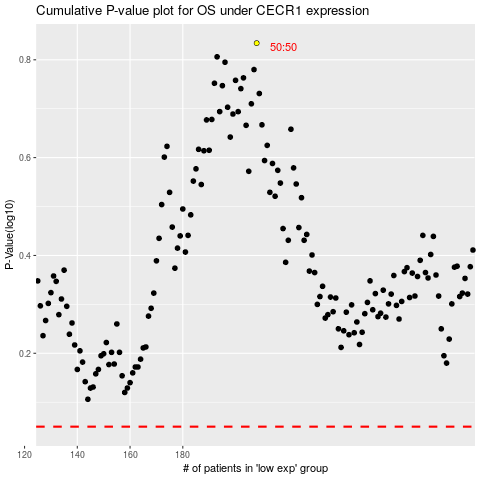 Cumulative P-value plot for OS under CECR1 expression
50:50
0.8
0.6
0.4
0.2
P-Value(log10)
120 140 160 180
# of patients in 'low exp' group